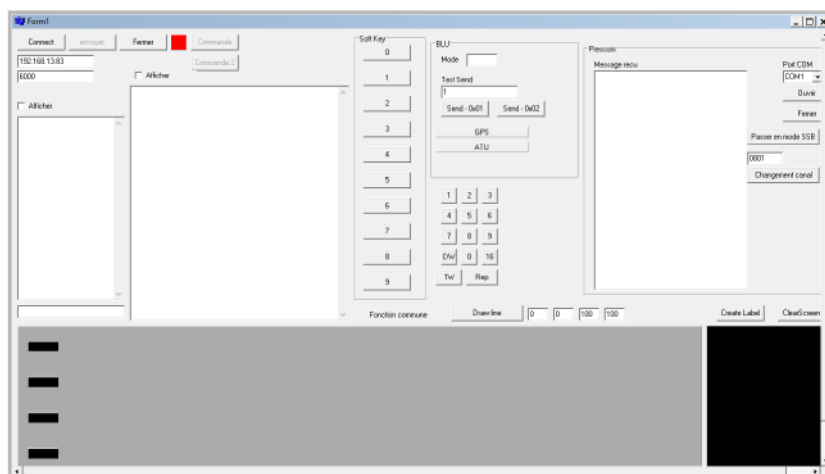 Form1
Connect envoyer Fermer Commande
192.168.13.83
Commande 2
6000
Afficher
Afficher
Soft Key
0
1
2
3
4
5
6
7
8
9
BLU
Mode
Test Send
1
Send - 0x01 Send - 0x02
GPS
ATU
1 2 3
4 5 6
7 8 9
DW 0 16
TW Rep
Presscom
Message recu
Port COM
COM1
Ouvrir
Fermer
Passer en mode SSB
0801
Changement canal
Fonction commune Draw line 0 0 100 100 Create Label ClearScreen